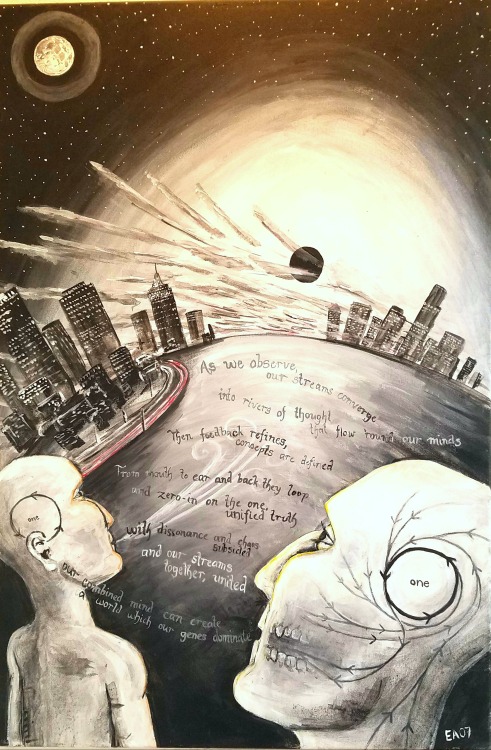 As we observe,
our streams converge
into rivers of thought
that flow round our minds
Then feedback refines,
concepts are defined
From mouth to ear and back they loop
and zero-in on the one,
unified truth
with dissonance and chaos
subsided
and our streams
together, united
our combined mind can create
a world which our genes dominate
one
one
EA07